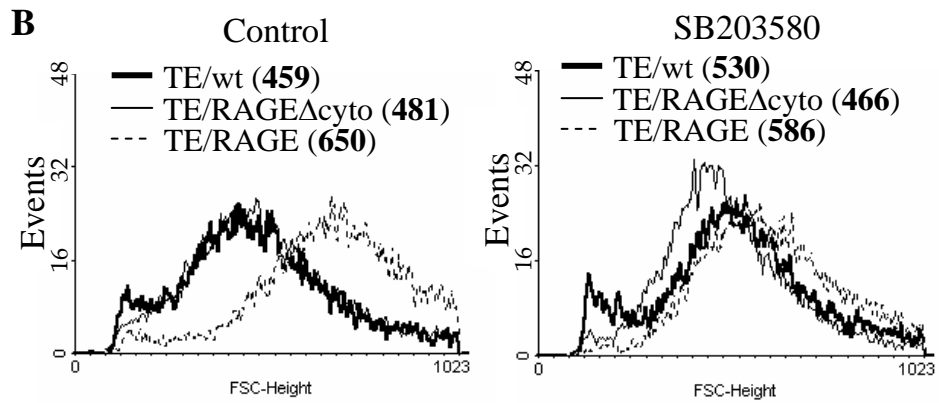 B
Control
TE/wt (459)
TE/RAGEΔcyto (481)
TE/RAGE (650)
Events
48
32
16
0
0
1023
FSC-Height
SB203580
TE/wt (530)
TE/RAGEΔcyto (466)
TE/RAGE (586)
Events
48
32
16
0
0
1023
FSC-Height